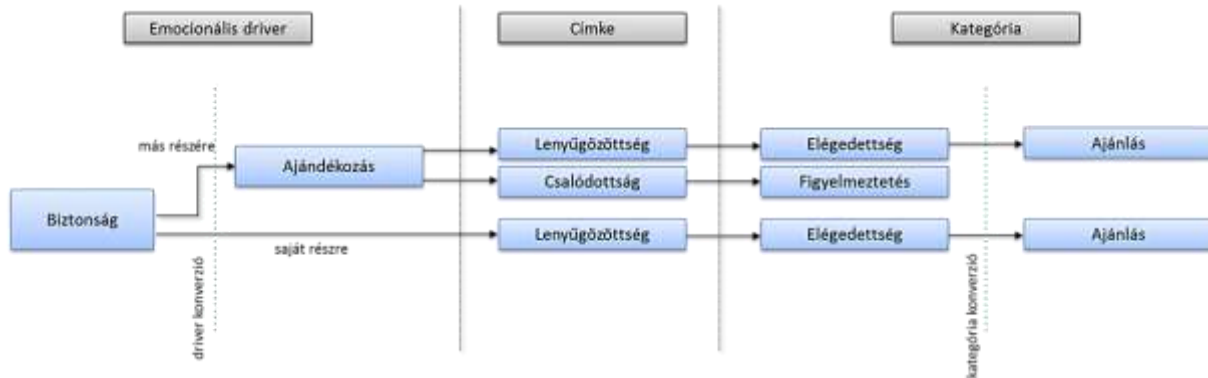 Emocionális driver
Címke
Kategória
más részére
Ajándékozás
Lenyűgözöttség
Elégedettség
Ajánlás
Csalódottság
Figyelmeztetés
Biztonság
saját részre
Lenyűgözöttség
Elégedettség
Ajánlás
driver konverzió
kategória konverzió